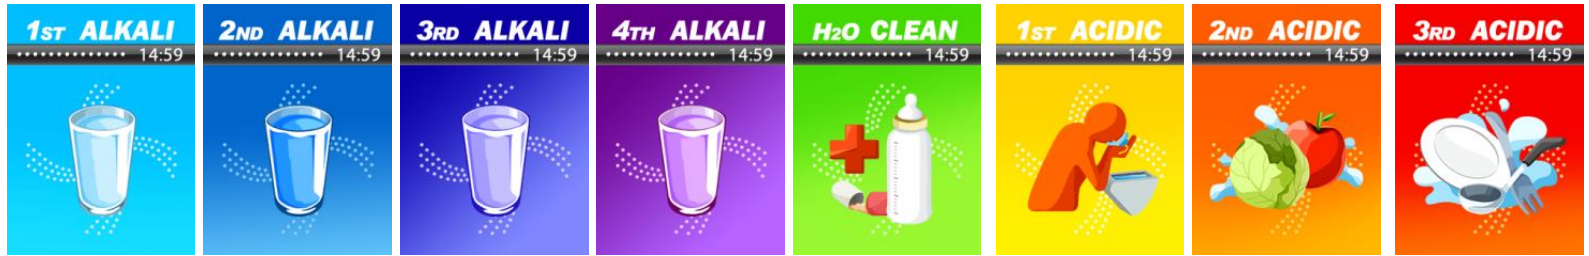 1ST ALKALI
14:59
2ND ALKALI
14:59
3RD ALKALI
14:59
4TH ALKALI
14:59
H2O CLEAN
14:59
1ST ACIDIC
14:59
2ND ACIDIC
14:59
3RD ACIDIC
14:59